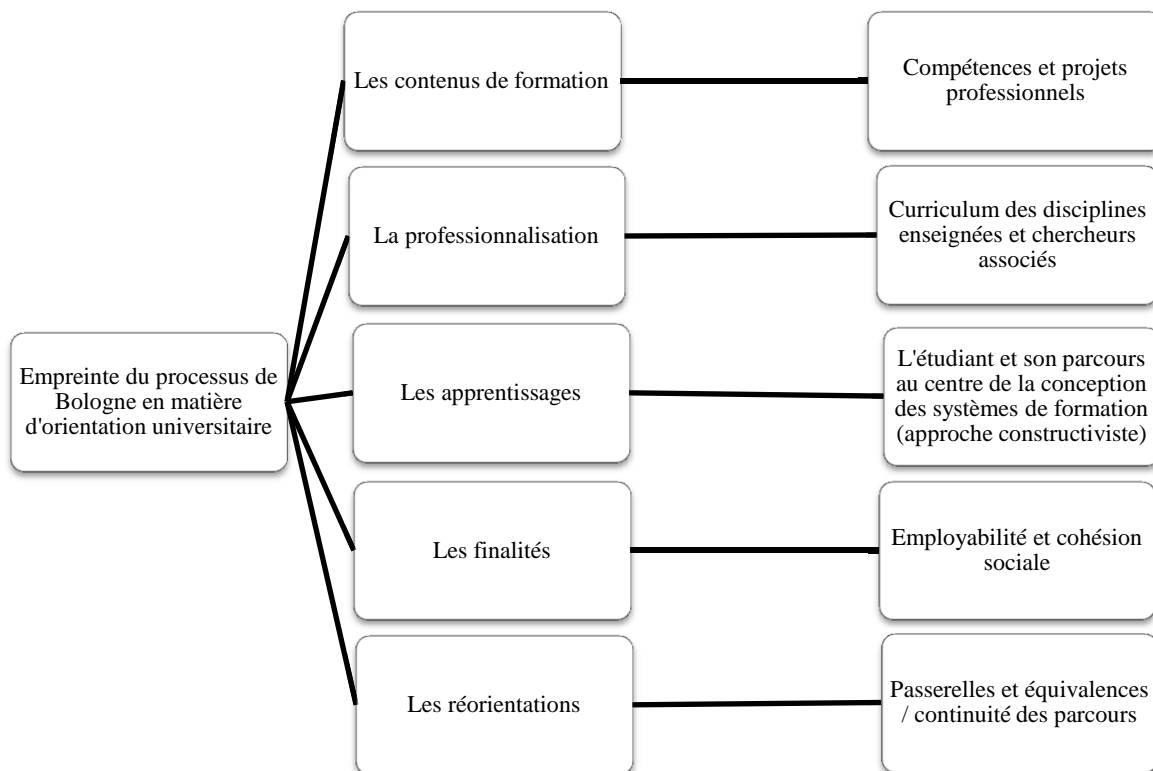 Les contenus de formation
Compétences et projets
professionnels
La professionnalisation
Curriculum des disciplines
enseignées et chercheurs
associés
Empreinte du processus de
Bologne en matière
d'orientation universitaire
Les apprentissages
L'étudiant et son parcours
au centre de la conception
des systèmes de formation
(approche constructiviste)
Les finalités
Employabilité et cohésion
sociale
Les réorientations
Passerelles et équivalences
/ continuité des parcours